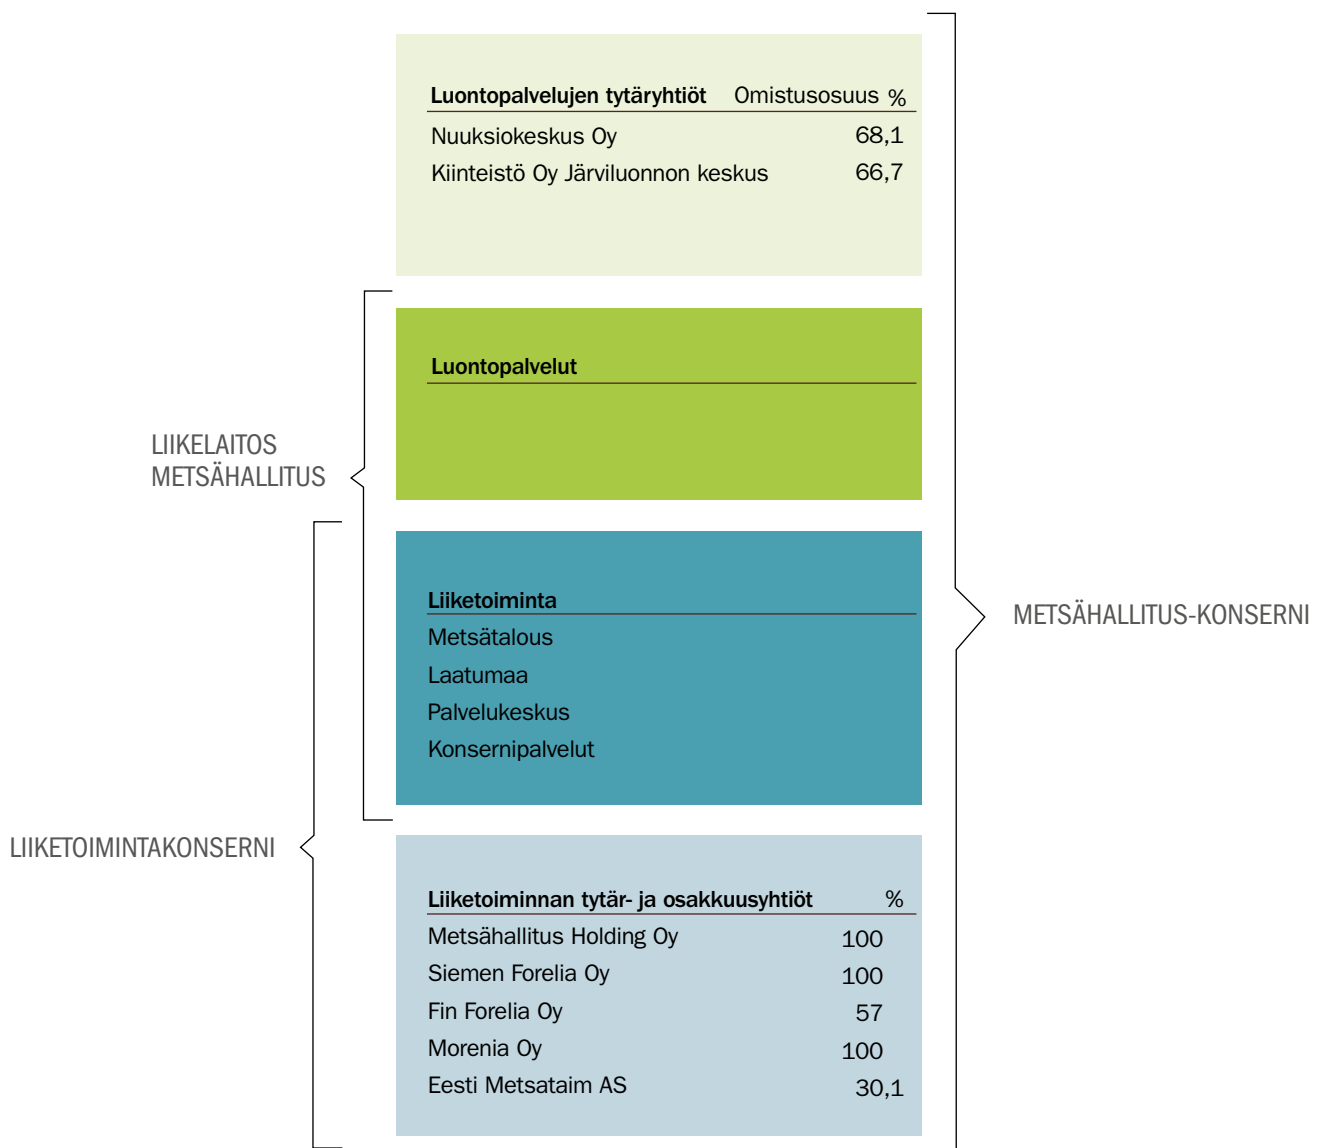 Luontopalvelujen tytäryhtiöt Omistusosuus %
Nuuksiokeskus Oy 68,1
Kiinteistö Oy Järviluonnon keskus 66,7
Luontopalvelut
LIIKELAITOS
METSÄHALLITUS
Liiketoiminta
Metsätalous
Laatumaa
Palvelukeskus
Konsernipalvelut
METSÄHALLITUS-KONSERNI
LIIKETOIMINTAKONSERNI
Liiketoiminnan tytär- ja osakkuusyhtiöt %
Metsähallitus Holding Oy 100
Siemen Forelia Oy 100
Fin Forelia Oy 57
Morenia Oy 100
Eesti Metsataim AS 30,1